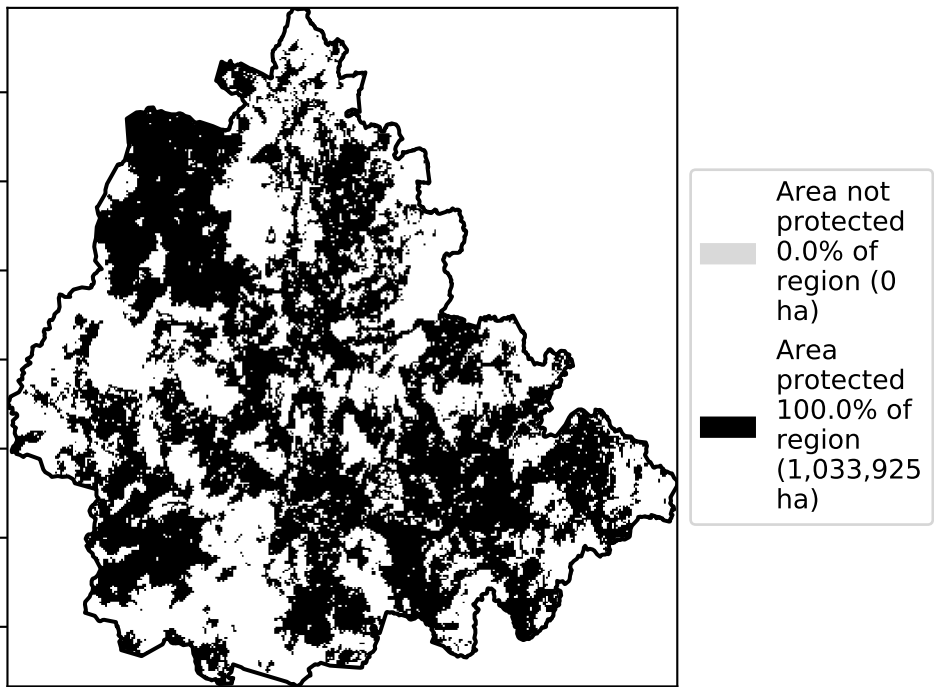 Area not
protected
0.0% of
region (0
ha)
Area
protected
100.0% of
region
(1,033,925
ha)